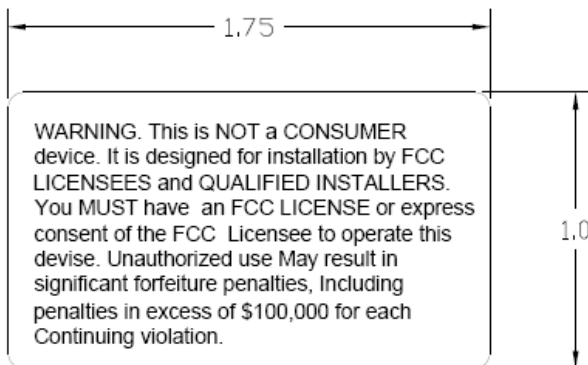 1.75
WARNING. This is NOT a CONSUMER
device. It is designed for installation by FCC
LICENSEES and QUALIFIED INSTALLERS.
You MUST have  an FCC LICENSE or express
consent of the FCC  Licensee to operate this
devise. Unauthorized use May result in
significant forfeiture penalties, Including
penalties in excess of $100,000 for each
Continuing violation.
1.0